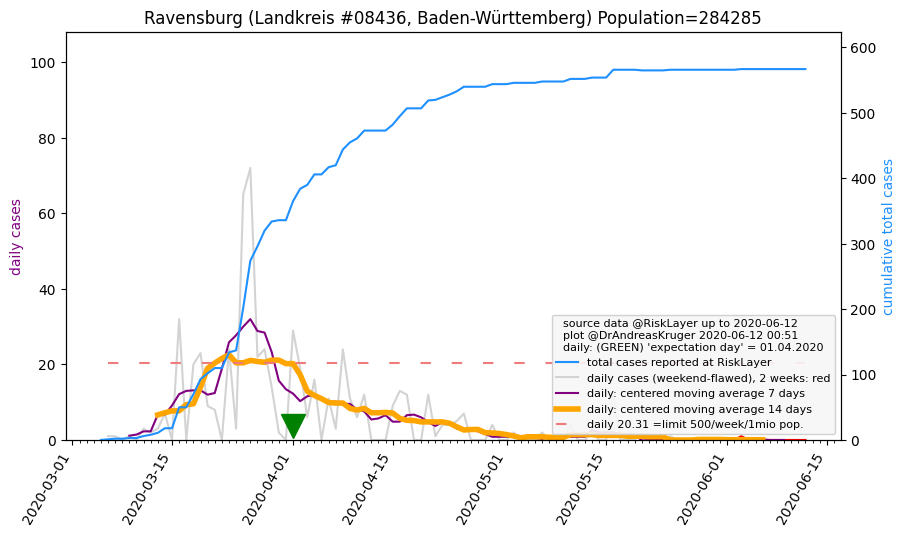 Ravensburg (Landkreis #08436, Baden-Württemberg) Population=284285
daily cases
100
80
60
40
20
0
600
500
400
300
200
100
0
cumulative total cases
source data @RiskLayer up to 2020-06-12
plot @DrAndreasKruger 2020-06-12 00:51
daily: (GREEN) 'expectation day' = 01.04.2020
total cases reported at RiskLayer
daily cases (weekend-flawed), 2 weeks: red
daily: centered moving average 7 days
daily: centered moving average 14 days
daily 20.31 =limit 500/week/1mio pop.
2020-03-01
2020-03-15
2020-04-01
2020-04-15
2020-05-01
2020-05-15
2020-06-01
2020-06-15